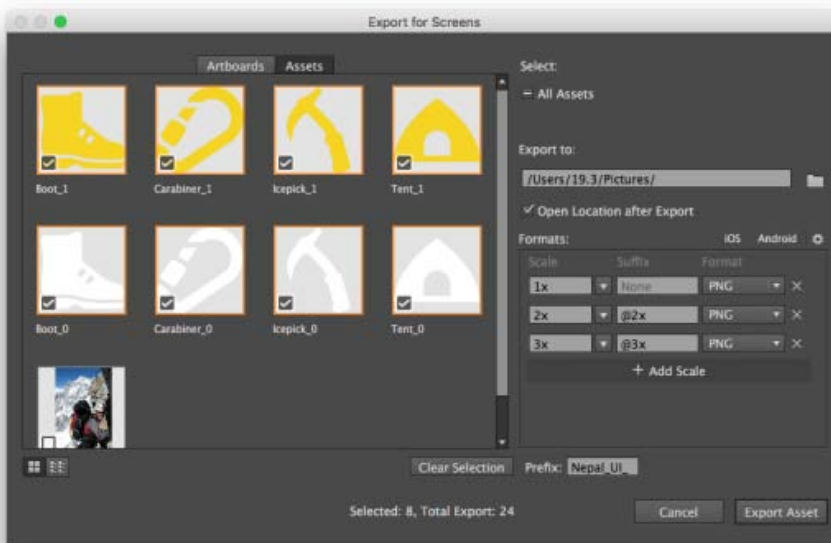 Export for Screens
Artboards Assets
Boot_1 Carabiner_1 Icepick_1 Tent_1
Boot_0 Carabiner_0 Icepick_0 Tent_0
Select:
All Assets
Export to:
/Users/19.3/Pictures/
Open Location after Export
Formats: iOS Android
Scale Suffix Format
1x None PNG
2x @2x PNG
3x @3x PNG
+ Add Scale
Clear Selection Prefix: Nepal_UI_
Selected: 8, Total Export: 24 Cancel Export Asset